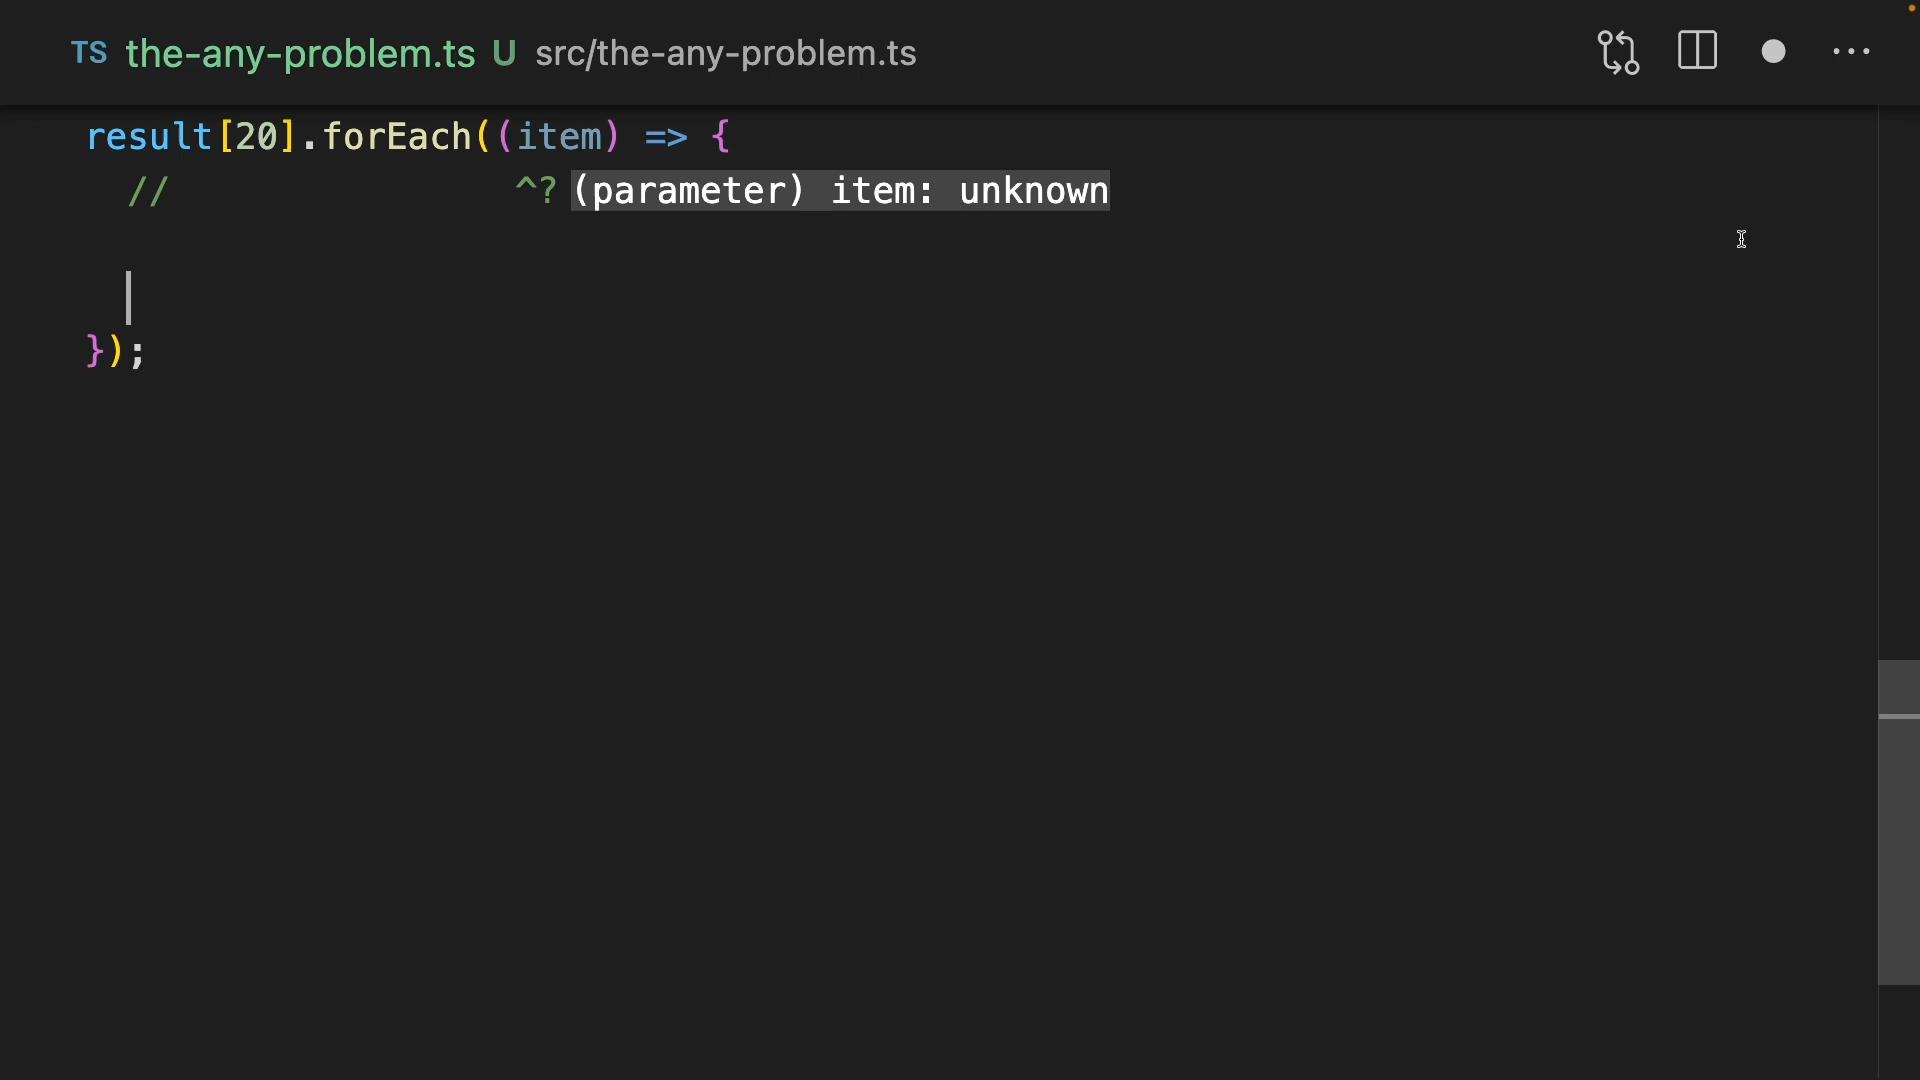 TS the-any-problem.ts U src/the-any-problem.ts
result[20].forEach((item) => {
// ^? (parameter) item: unknown
});